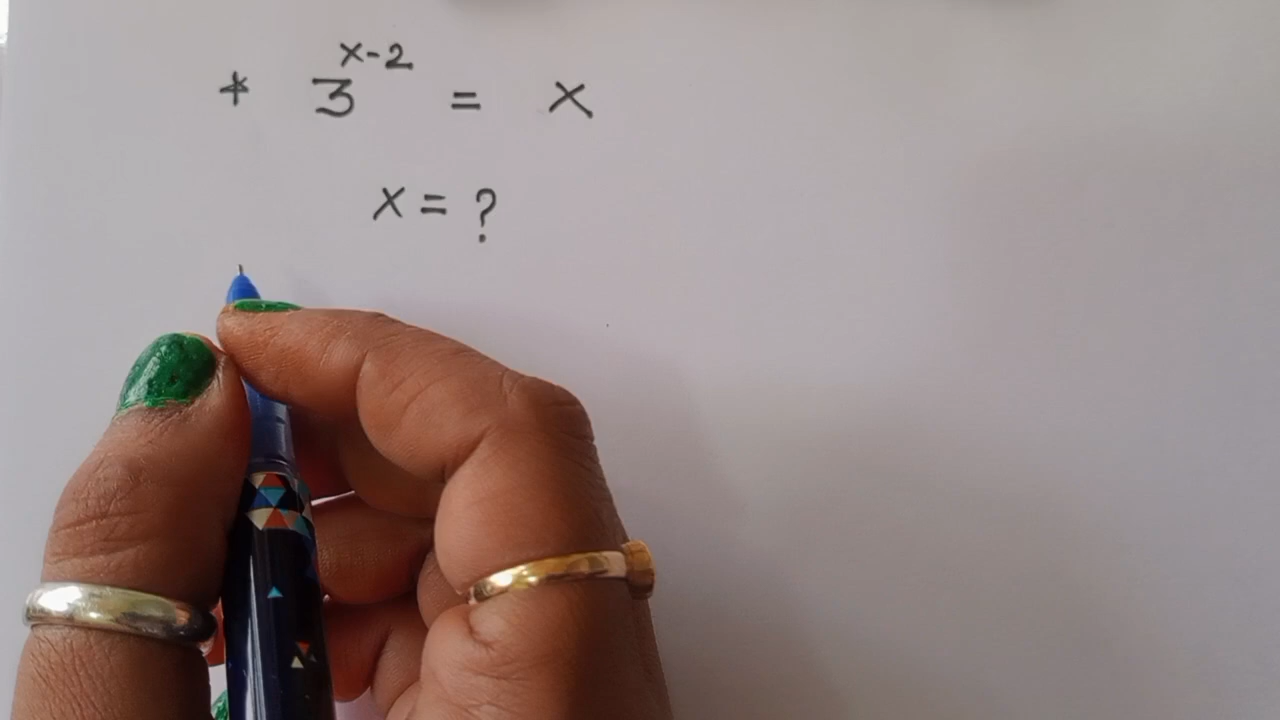 * 3^{x-2} = x
x = ?